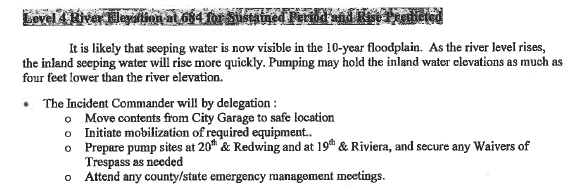 Level 4 River Elevation at 684 for Sustained Period and Rise Predicted
It is likely that seeping water is now visible in the 10-year floodplain. As the river level rises,
the inland seeping water will rise more quickly. Pumping may hold the inland water elevations as much as
four feet lower than the river elevation.
• The Incident Commander will by delegation :
o Move contents from City Garage to safe location
o Initiate mobilization of required equipment..
o Prepare pump sites at 20th & Redwing and at 19th & Riviera, and secure any Waivers of
Trespass as needed
o Attend any county/state emergency management meetings.